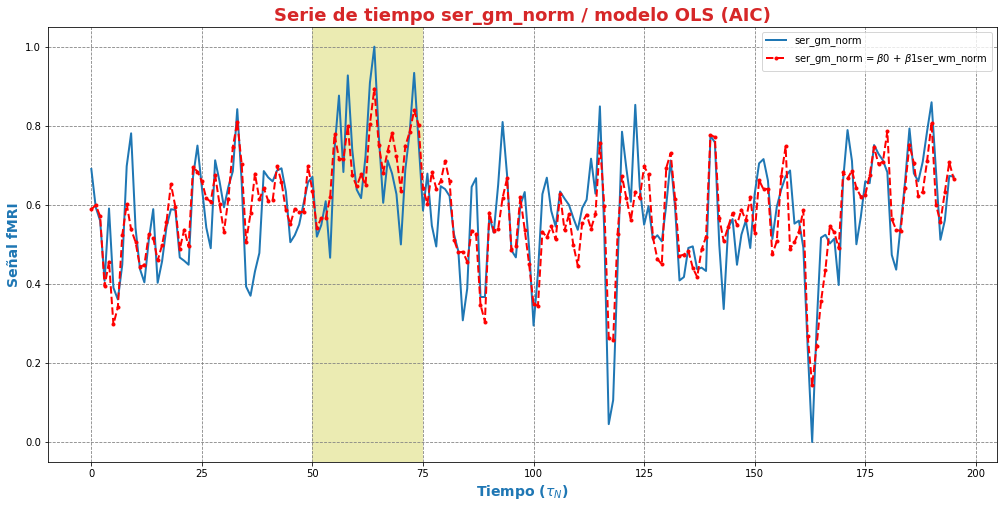 Serie de tiempo ser_gm_norm / modelo OLS (AIC)
ser_gm_norm
ser_gm_norm = β0 + β1ser_wm_norm
Señal fMRI
1.0
0.8
0.6
0.4
0.2
0.0
0 25 50 75 100 125 150 175 200
Tiempo (τ_N)